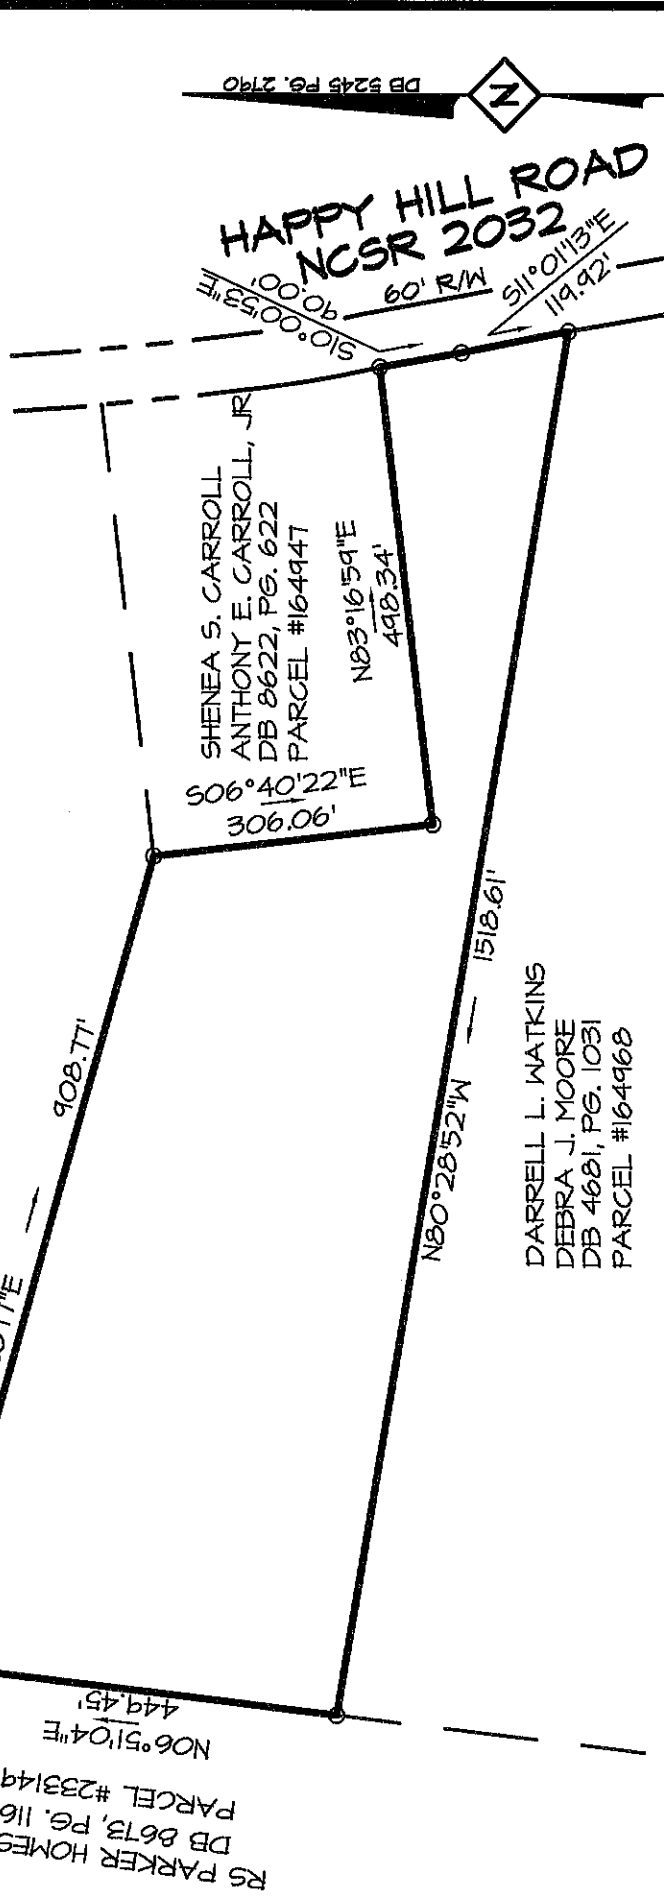 DB 5245 PG. 2790
N
HAPPY HILL ROAD
NCSR 2032
60' R/W
S11°01'13"E
119.92'
S10°00'53"E
90.00'
SHENEA S. CARROLL
ANTHONY E. CARROLL, JR
DB 8622, PG. 622
PARCEL #164947
N83°16'59"E
498.34'
S06°40'22"E
306.06'
1518.61'
N80°28'52"W
908.77'
DARRELL L. WATKINS
DEBRA J. MOORE
DB 4681, PG. 1031
PARCEL #164968
N06°51'04"E
449.45'
RS PARKER HOMES
DB 8673, PG. 116
PARCEL #233149